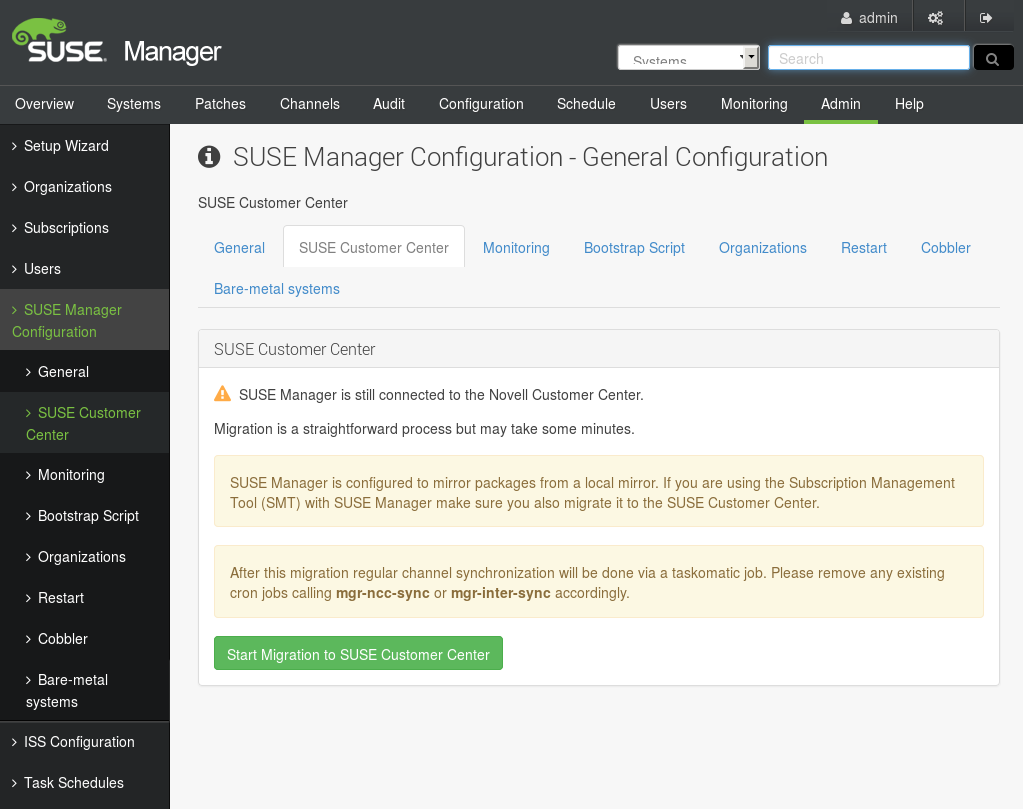 admin
SUSE Manager
Systems
Search
Overview Systems Patches Channels Audit Configuration Schedule Users Monitoring Admin Help
Setup Wizard
Organizations
Subscriptions
Users
SUSE Manager
Configuration
General
SUSE Customer
Center
Monitoring
Bootstrap Script
Organizations
Restart
Cobbler
Bare-metal
systems
ISS Configuration
Task Schedules
SUSE Manager Configuration - General Configuration
SUSE Customer Center
General SUSE Customer Center Monitoring Bootstrap Script Organizations Restart Cobbler
Bare-metal systems
SUSE Customer Center
SUSE Manager is still connected to the Novell Customer Center.
Migration is a straightforward process but may take some minutes.
SUSE Manager is configured to mirror packages from a local mirror. If you are using the Subscription Management
Tool (SMT) with SUSE Manager make sure you also migrate it to the SUSE Customer Center.
After this migration regular channel synchronization will be done via a taskomatic job. Please remove any existing
cron jobs calling mgr-ncc-sync or mgr-inter-sync accordingly.
Start Migration to SUSE Customer Center